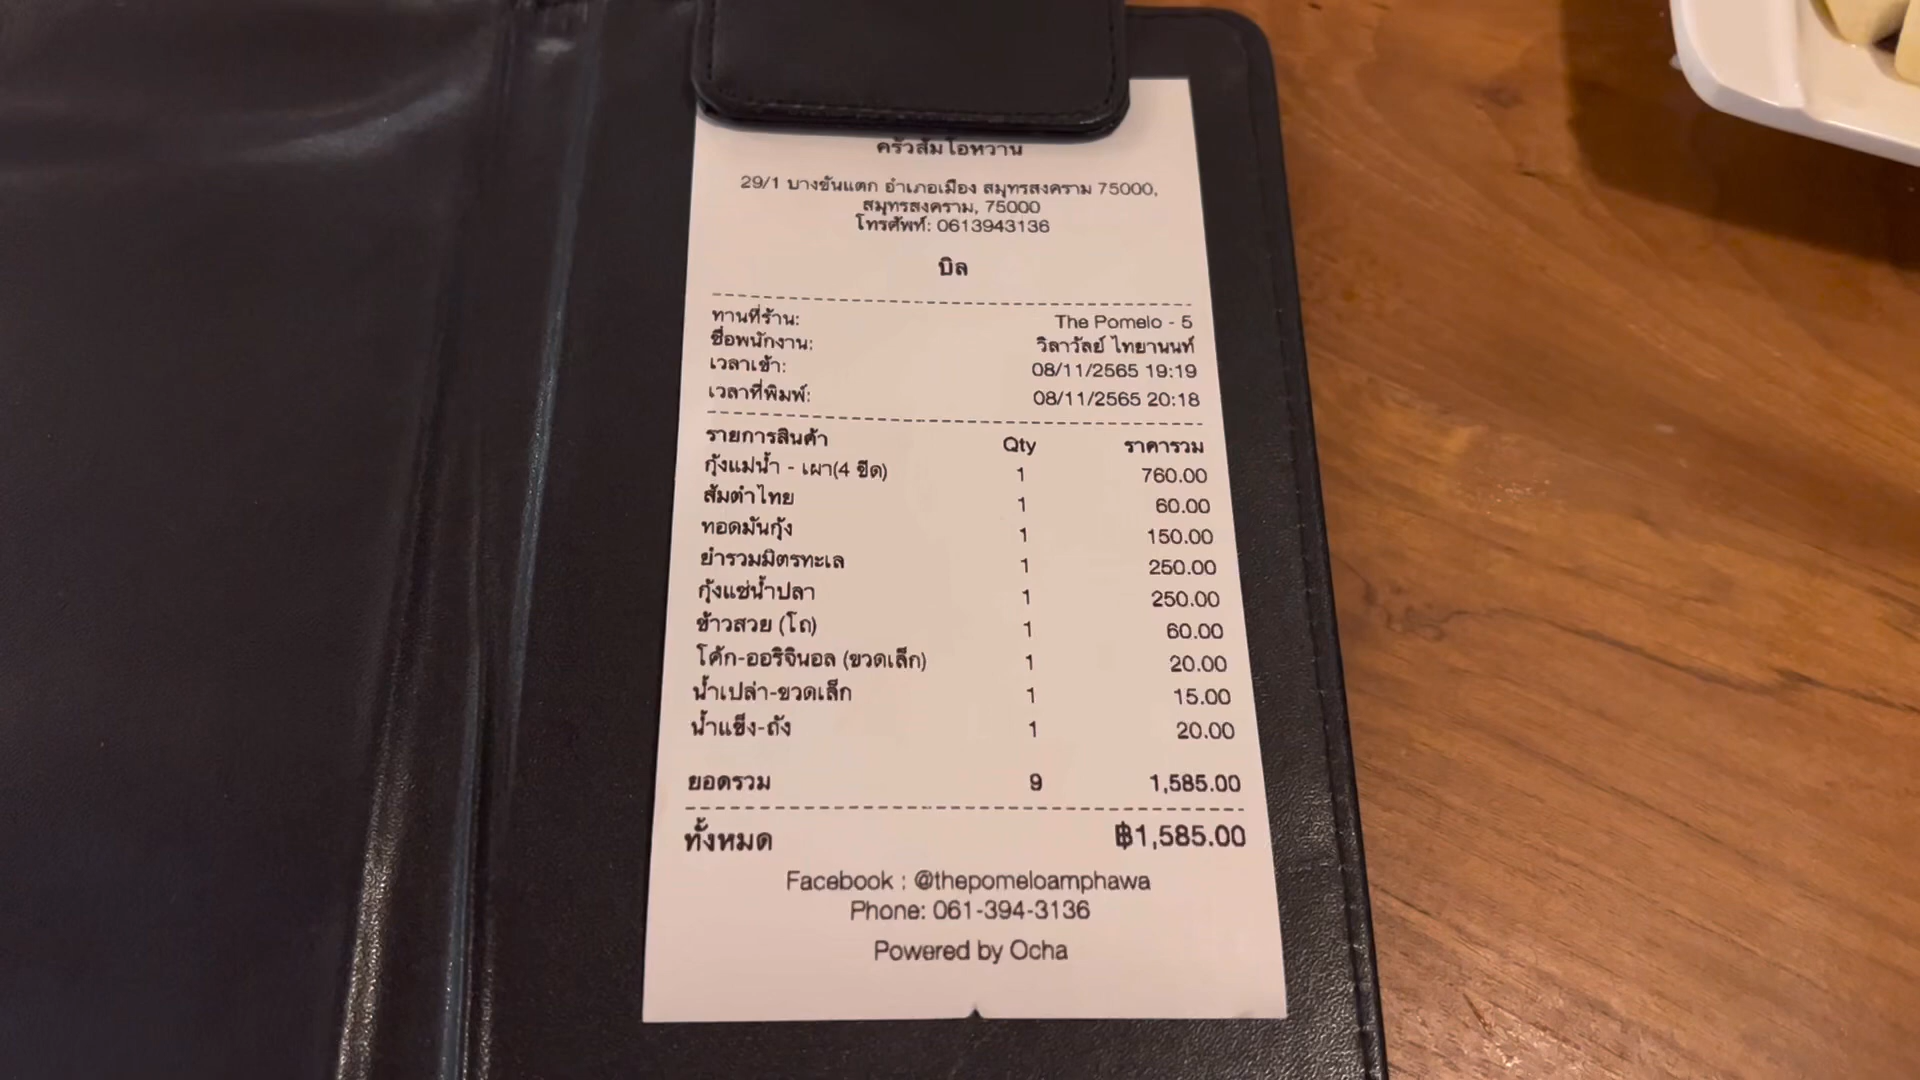 ครัวส้มโอหวาน
29/1 บางขันแตก อำเภอเมือง สมุทรสงคราม 75000,
สมุทรสงคราม, 75000
โทรศัพท์: 0613943136
บิล
ทานที่ร้าน: The Pomelo - 5
ชื่อพนักงาน: วิลาวัลย์ ไทยานนท์
เวลาเข้า: 08/11/2565 19:19
เวลาที่พิมพ์: 08/11/2565 20:18
รายการสินค้า Qty ราคารวม
กุ้งแม่น้ำ - เผา(4 ขีด) 1 760.00
ส้มตำไทย 1 60.00
ทอดมันกุ้ง 1 150.00
ยำรวมมิตรทะเล 1 250.00
กุ้งแช่น้ำปลา 1 250.00
ข้าวสวย (โถ) 1 60.00
โค้ก-ออริจินอล (ขวดเล็ก) 1 20.00
น้ำเปล่า-ขวดเล็ก 1 15.00
น้ำแข็ง-ถัง 1 20.00
ยอดรวม 9 1,585.00
ทั้งหมด ฿1,585.00
Facebook : @thepomeloamphawa
Phone: 061-394-3136
Powered by Ocha